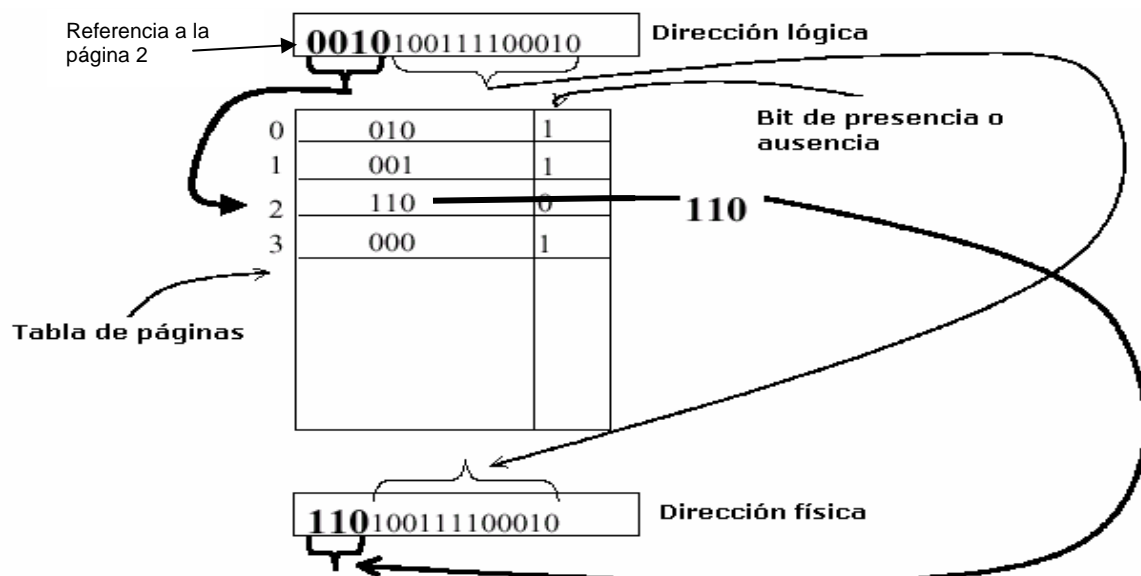 Referencia a la
página 2
0010100111100010
Dirección lógica
Bit de presencia o
ausencia
0 010 1
1 001 1
2 110 0
110
3 000 1
Tabla de páginas
110100111100010
Dirección física